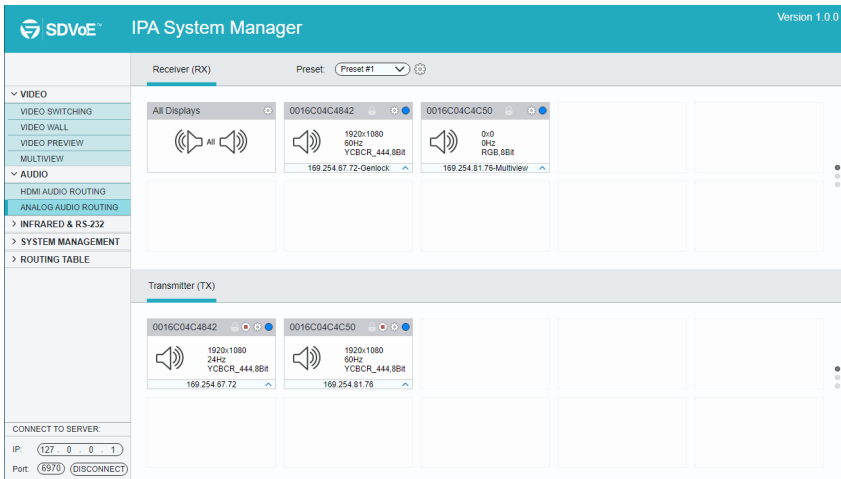 SDVoE™
IPA System Manager
Version 1.0.0
Receiver (RX)
Preset: Preset #1
VIDEO
VIDEO SWITCHING
VIDEO WALL
VIDEO PREVIEW
MULTIVIEW
AUDIO
HDMI AUDIO ROUTING
ANALOG AUDIO ROUTING
INFRARED & RS-232
SYSTEM MANAGEMENT
ROUTING TABLE
All Displays
All
0016C04C4842
1920x1080
60Hz
YCBCR_444,8Bit
169.254.67.72-Genlock
0016C04C4C50
0x0
0Hz
RGB,8Bit
169.254.81.76-Multiview
Transmitter (TX)
0016C04C4842
1920x1080
24Hz
YCBCR_444,8Bit
169.254.67.72
0016C04C4C50
1920x1080
60Hz
YCBCR_444,8Bit
169.254.81.76
CONNECT TO SERVER:
IP: 127 . 0 . 0 . 1
Port: 6970 DISCONNECT